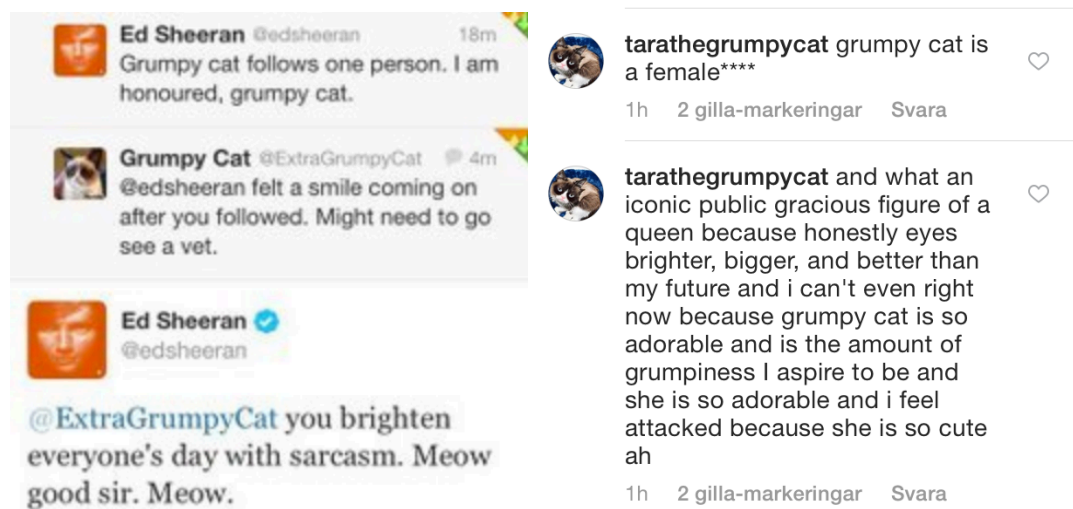 Ed Sheeran @edsheeran 18m
Grumpy cat follows one person. I am
honoured, grumpy cat.
Grumpy Cat @ExtraGrumpyCat 4m
@edsheeran felt a smile coming on
after you followed. Might need to go
see a vet.
Ed Sheeran
@edsheeran
@ExtraGrumpyCat you brighten
everyone's day with sarcasm. Meow
good sir. Meow.
tarathegrumpycat grumpy cat is
a female****
1h 2 gilla-markeringar Svara
tarathegrumpycat and what an
iconic public gracious figure of a
queen because honestly eyes
brighter, bigger, and better than
my future and i can't even right
now because grumpy cat is so
adorable and is the amount of
grumpiness I aspire to be and
she is so adorable and i feel
attacked because she is so cute
ah
1h 2 gilla-markeringar Svara